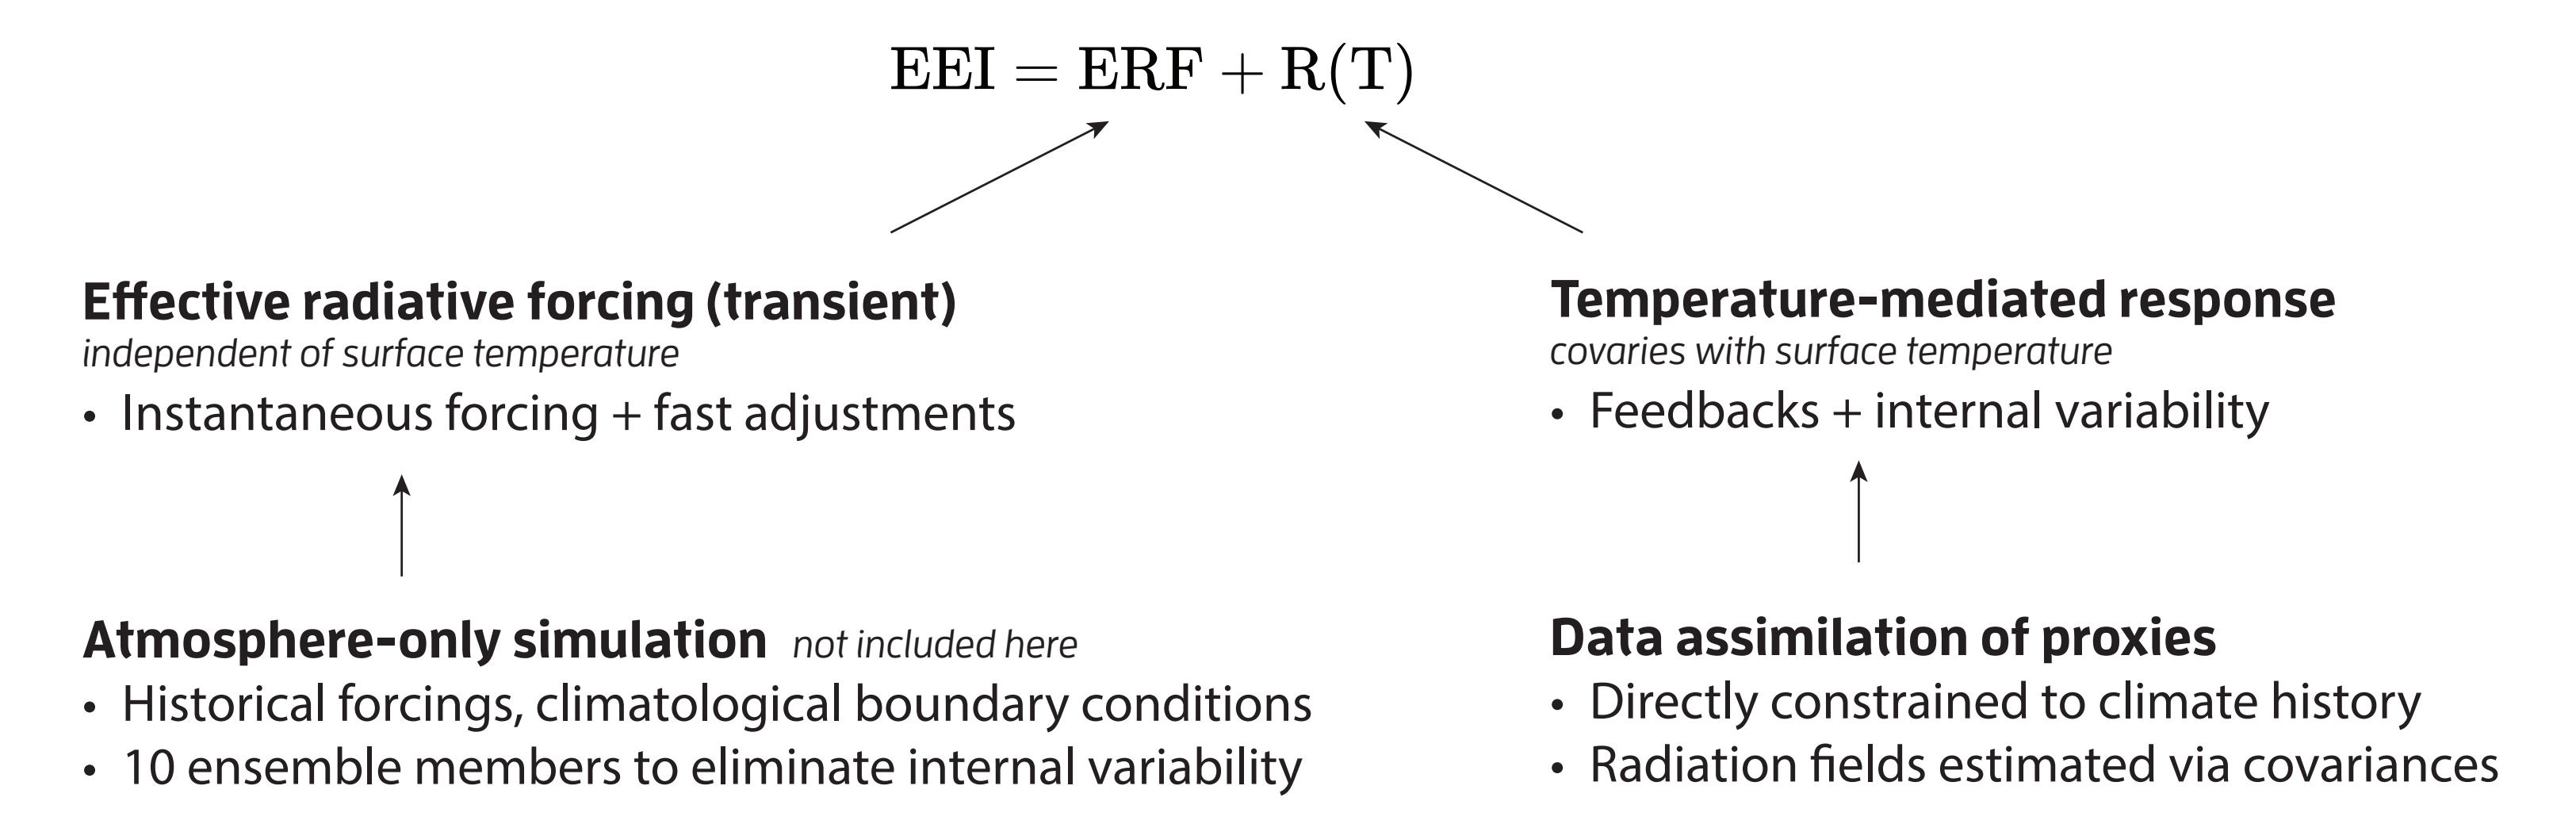 EEI = ERF + R(T)
Effective radiative forcing (transient)
independent of surface temperature
• Instantaneous forcing + fast adjustments
Atmosphere-only simulation not included here
• Historical forcings, climatological boundary conditions
• 10 ensemble members to eliminate internal variability
Temperature-mediated response
covaries with surface temperature
• Feedbacks + internal variability
Data assimilation of proxies
• Directly constrained to climate history
• Radiation fields estimated via covariances